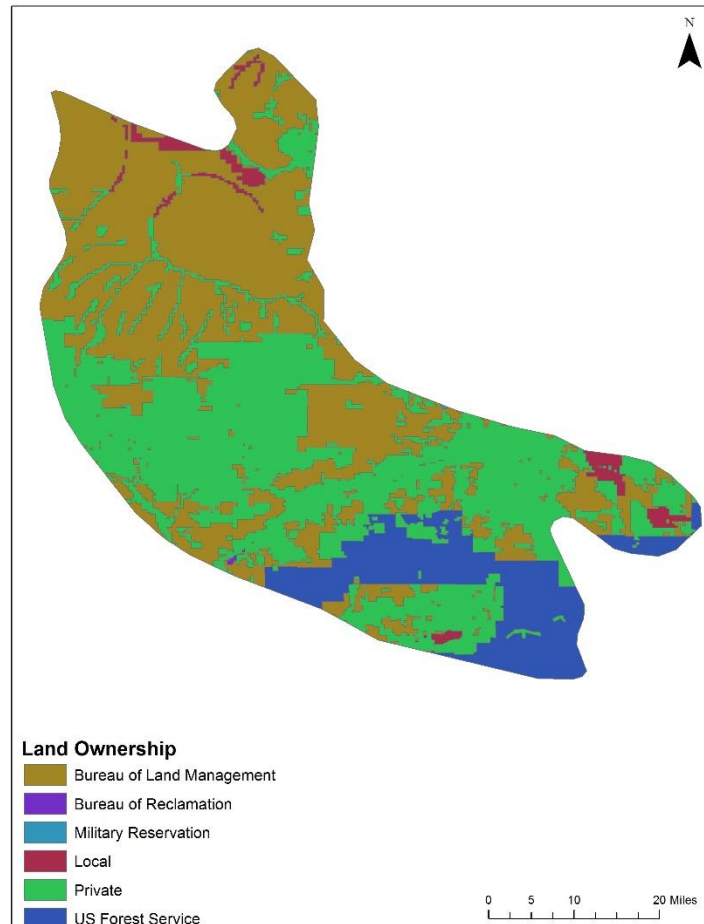 N
Land Ownership
Bureau of Land Management
Bureau of Reclamation
Military Reservation
Local
Private
US Forest Service
0 5 10 20 Miles